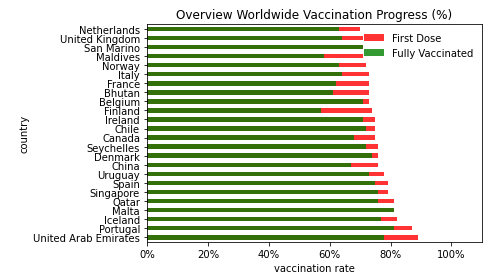 Overview Worldwide Vaccination Progress (%)
First Dose
Fully Vaccinated
country
Netherlands
United Kingdom
San Marino
Maldives
Norway
Italy
France
Bhutan
Belgium
Finland
Ireland
Chile
Canada
Seychelles
Denmark
China
Uruguay
Spain
Singapore
Qatar
Malta
Iceland
Portugal
United Arab Emirates
0% 20% 40% 60% 80% 100%
vaccination rate